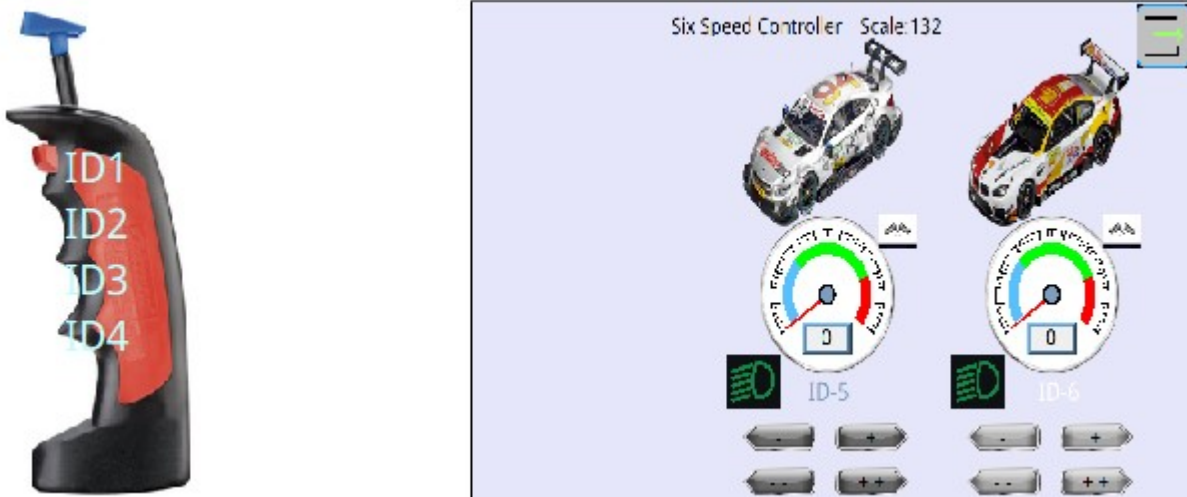 ID1
ID2
ID3
ID4
Six Speed Controller Scale:132
0
0
ID-5
ID-6
- + - +
-- ++ -- ++